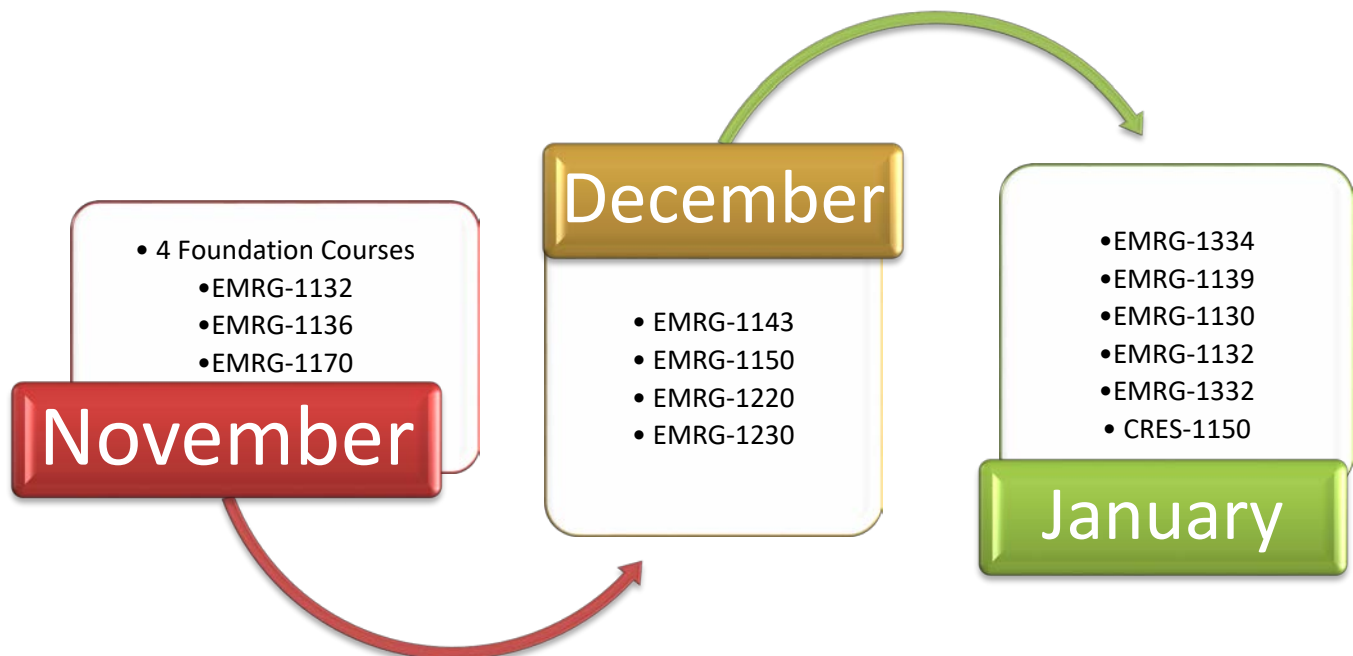 • 4 Foundation Courses
•EMRG-1132
•EMRG-1136
•EMRG-1170
November
December
• EMRG-1143
• EMRG-1150
• EMRG-1220
• EMRG-1230
•EMRG-1334
•EMRG-1139
•EMRG-1130
•EMRG-1132
•EMRG-1332
• CRES-1150
January